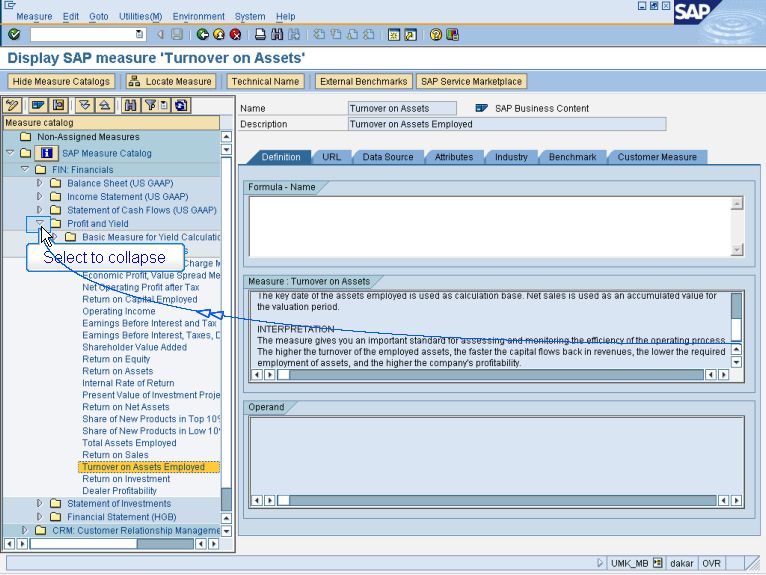 Measure Edit Goto Utilities(M) Environment System Help
SAP
Display SAP measure 'Turnover on Assets'
Hide Measure Catalogs Locate Measure Technical Name External Benchmarks SAP Service Marketplace
Measure catalog
Non-Assigned Measures
SAP Measure Catalog
FIN: Financials
Balance Sheet (US GAAP)
Income Statement (US GAAP)
Statement of Cash Flows (US GAAP)
Profit and Yield
Basic Measure for Yield Calculatic
Select to collapse
Charge M
Economic Profit, Value Spread Me
Net Operating Profit after Tax
Return on Capital Employed
Operating Income
Earnings Before Interest and Tax
Earnings Before Interest, Taxes, D
Shareholder Value Added
Return on Equity
Return on Assets
Internal Rate of Return
Present Value of Investment Proje
Return on Net Assets
Share of New Products in Top 10%
Share of New Products in Low 10%
Total Assets Employed
Return on Sales
Turnover on Assets Employed
Return on Investment
Dealer Profitability
Statement of Investments
Financial Statement (HGB)
CRM: Customer Relationship Manageme
Name Turnover on Assets SAP Business Content
Description Turnover on Assets Employed
Definition URL Data Source Attributes Industry Benchmark Customer Measure
Formula - Name
Measure : Turnover on Assets
The key date of the assets employed is used as calculation base. Net sales is used as an accumulated value for
the valuation period.
INTERPRETATION
The measure gives you an important standard for assessing and monitoring the efficiency of the operating process.
The higher the turnover of the employed assets, the faster the capital flows back in revenues, the lower the required
employment of assets, and the higher the company's profitability.
Operand
UMK_MB dakar OVR